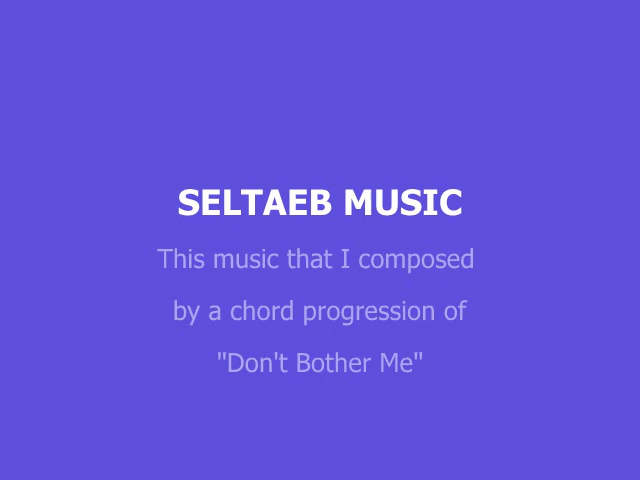 SELTAEB MUSIC
This music that I composed
by a chord progression of
"Don't Bother Me"